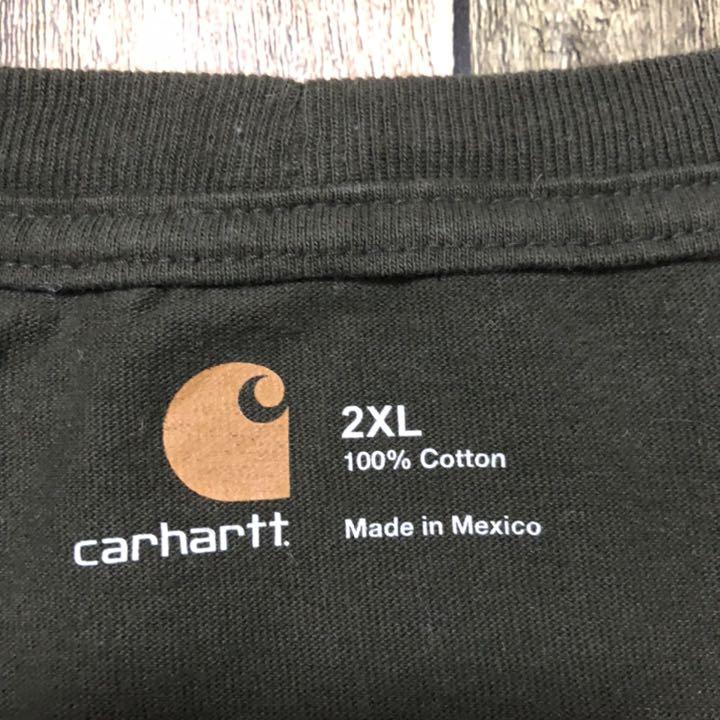 2XL
100% Cotton
Made in Mexico
carhartt.